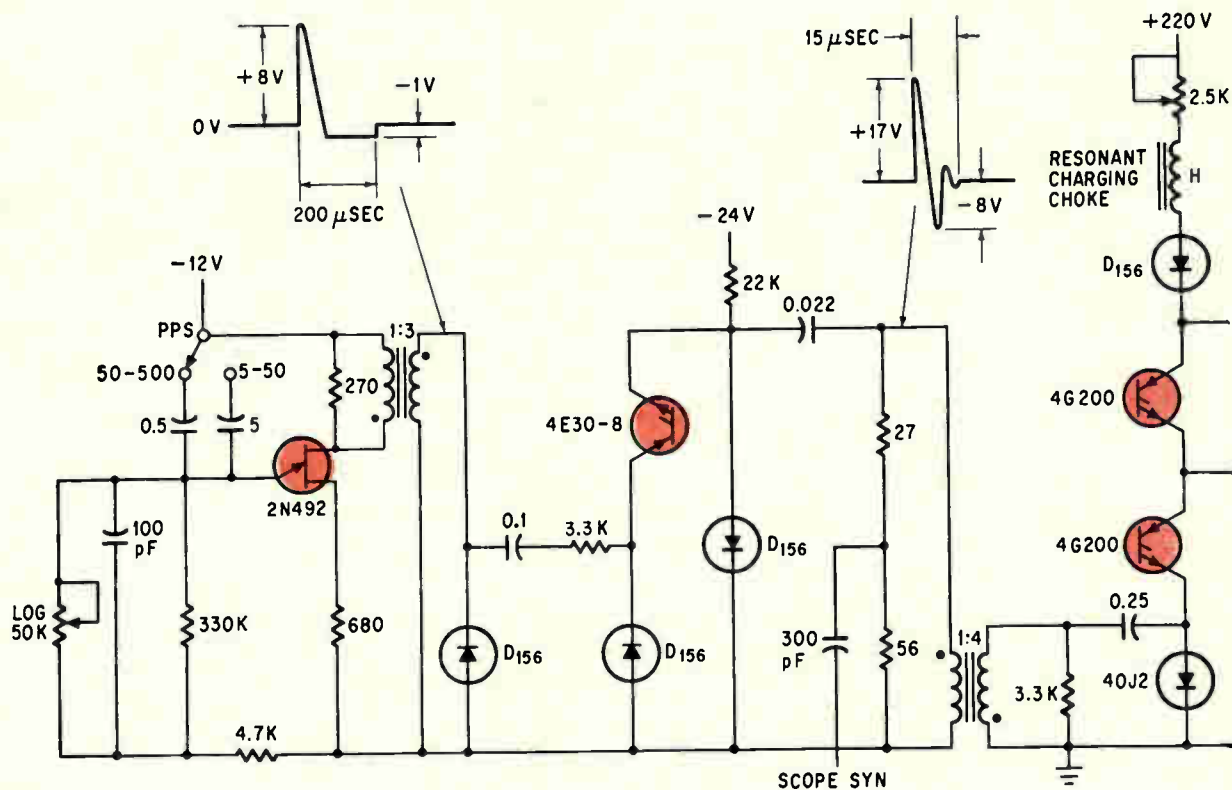 15 µSEC
+220 V
+8V
−1V
0 V
2.5K
+17V
RESONANT
CHARGING
CHOKE
H
200 µSEC
−8V
−24V
−12V
22 K
D156
0.022
PPS
1:3
50-500
5-50
270
4E30-8
4G200
0.5
5
27
2N492
0.1
3.3K
D156
4G200
100
pF
LOG
50K
330K
680
D156
D156
300
pF
56
1:4
0.25
3.3K
40J2
4.7K
SCOPE SYN